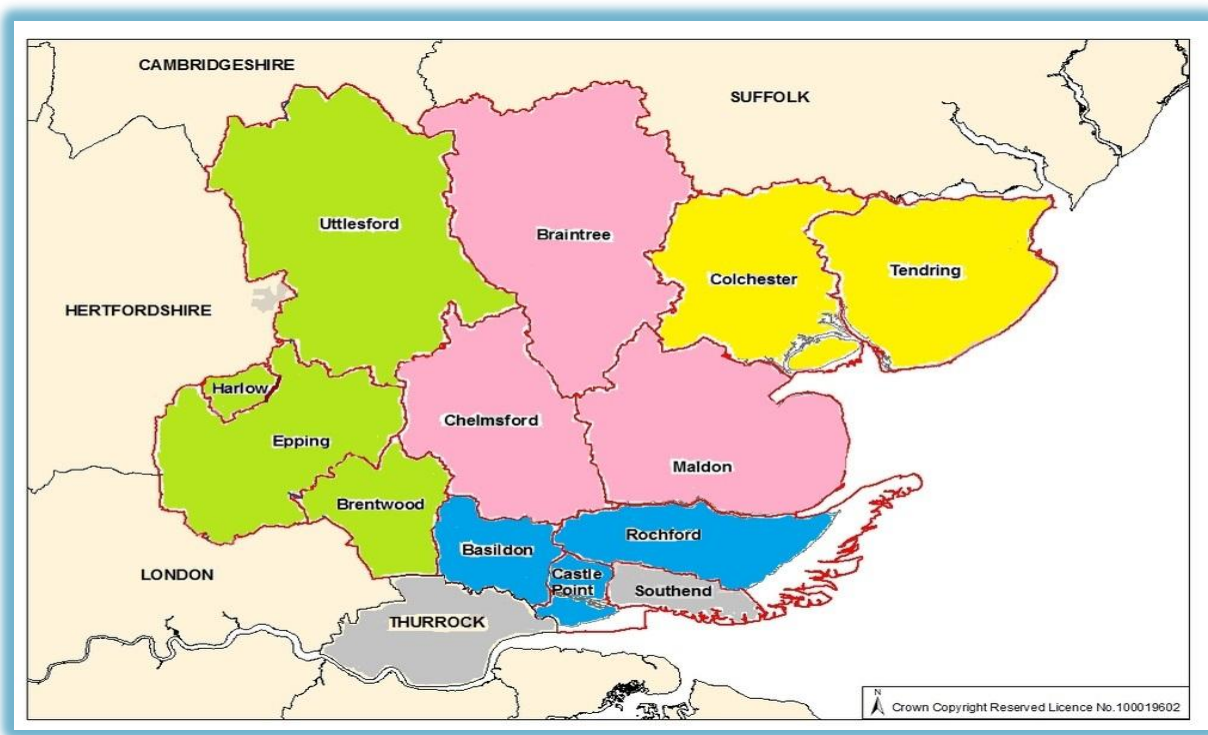 CAMBRIDGESHIRE
SUFFOLK
Uttlesford
Braintree
Colchester
Tendring
HERTFORDSHIRE
Harlow
Epping
Chelmsford
Maldon
Brentwood
Basildon
Rochford
Castle
Point
Southend
LONDON
THURROCK
N
Crown Copyright Reserved Licence No.100019602